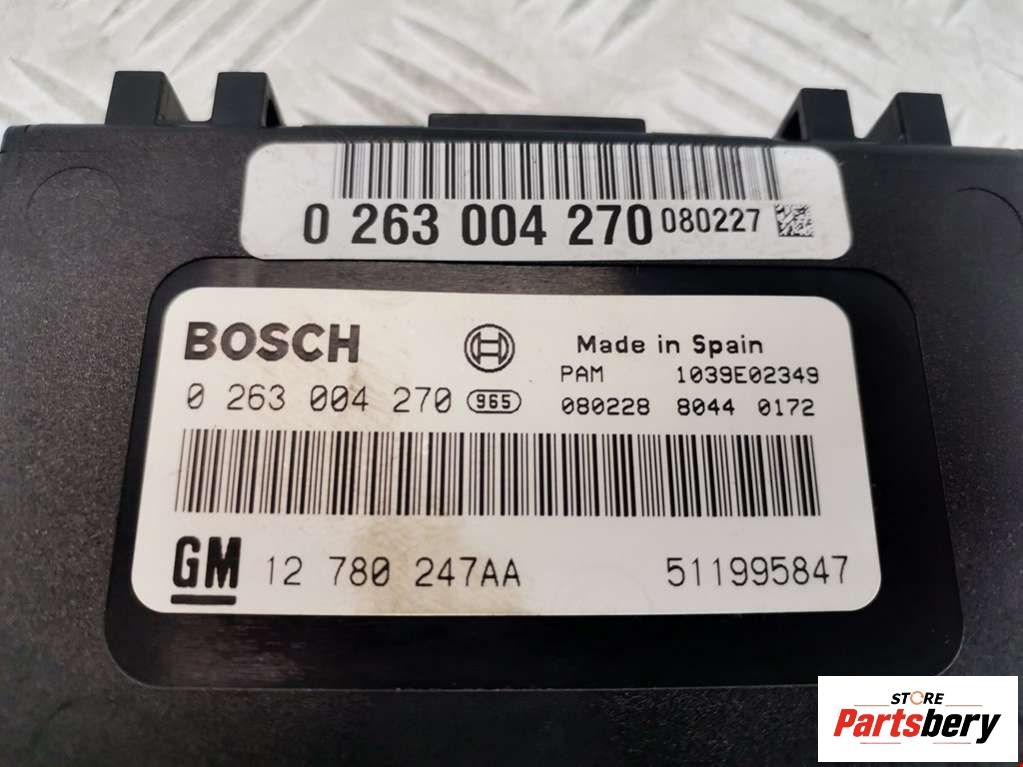 0 263 004 270 080227
BOSCH
Made in Spain
PAM 1039E02349
0 263 004 270 965
080228 8044 0172
GM 12 780 247AA 511995847
STORE
Partsbery